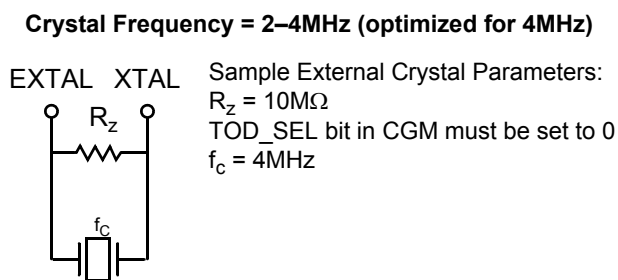 Crystal Frequency = 2–4MHz (optimized for 4MHz)
EXTAL XTAL
Sample External Crystal Parameters:
Rz = 10MΩ
TOD_SEL bit in CGM must be set to 0
fc = 4MHz
Rz
fC